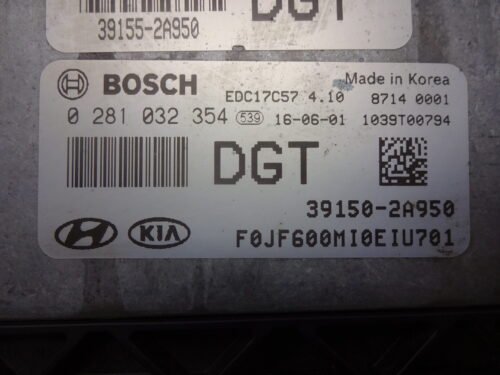 39155-2A950
DGT
BOSCH
EDC17C57 4.10
Made in Korea
8714 0001
0 281 032 354 539 16-06-01 1039T00794
DGT
39150-2A950
KIA
F0JF600MI0EIU701